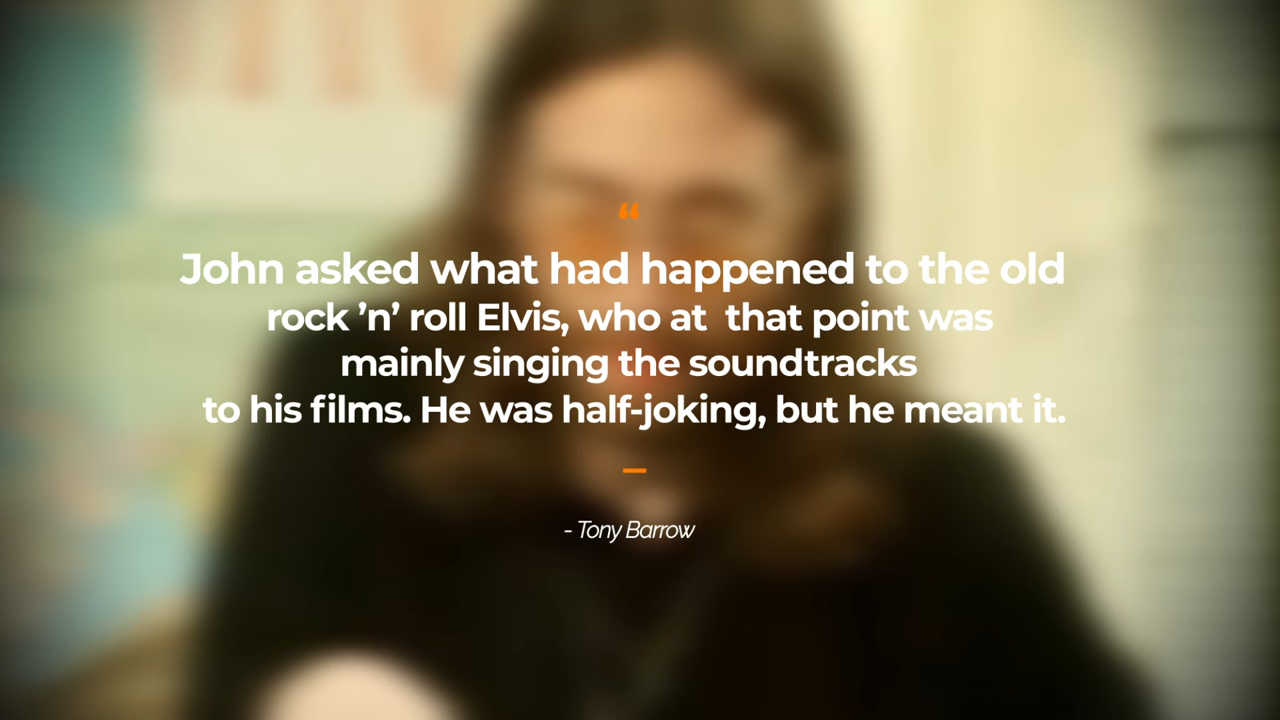 “
John asked what had happened to the old
rock ’n’ roll Elvis, who at  that point was
mainly singing the soundtracks
to his films. He was half-joking, but he meant it.
- Tony Barrow